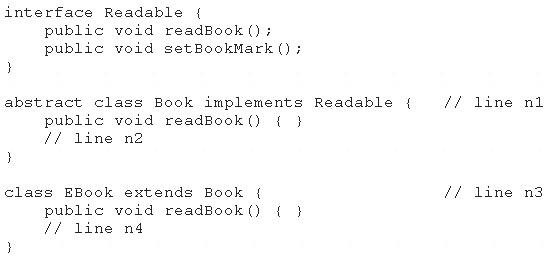 interface Readable {
    public void readBook();
    public void setBookMark();
}
abstract class Book implements Readable {   // line n1
    public void readBook() { }
    // line n2
}
class EBook extends Book {                  // line n3
    public void readBook() { }
    // line n4
}